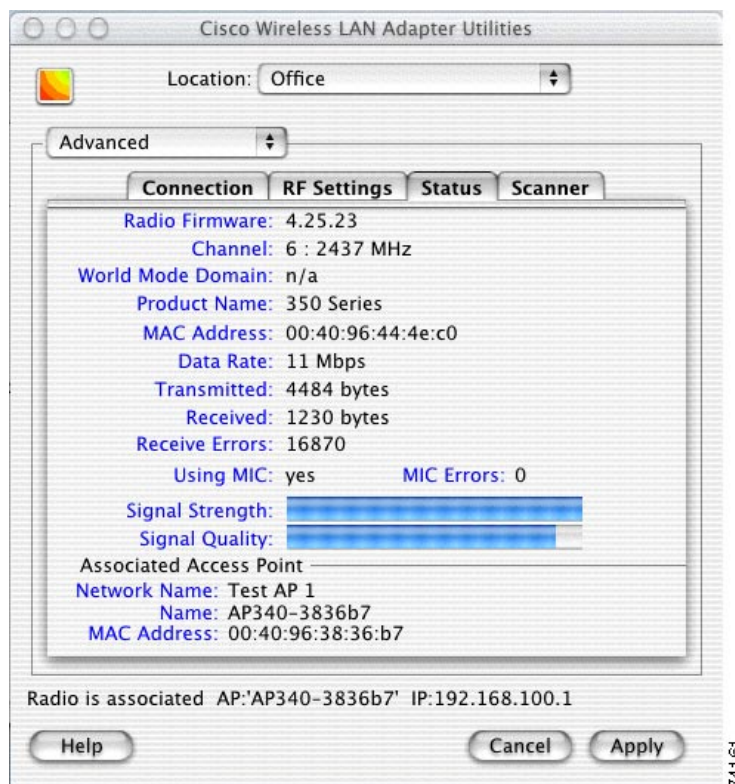 Cisco Wireless LAN Adapter Utilities
Location: Office
Advanced
Connection RF Settings Status Scanner
Radio Firmware: 4.25.23
Channel: 6 : 2437 MHz
World Mode Domain: n/a
Product Name: 350 Series
MAC Address: 00:40:96:44:4e:c0
Data Rate: 11 Mbps
Transmitted: 4484 bytes
Received: 1230 bytes
Receive Errors: 16870
Using MIC: yes MIC Errors: 0
Signal Strength:
Signal Quality:
Associated Access Point
Network Name: Test AP 1
Name: AP340-3836b7
MAC Address: 00:40:96:38:36:b7
Radio is associated AP:'AP340-3836b7' IP:192.168.100.1
Help Cancel Apply